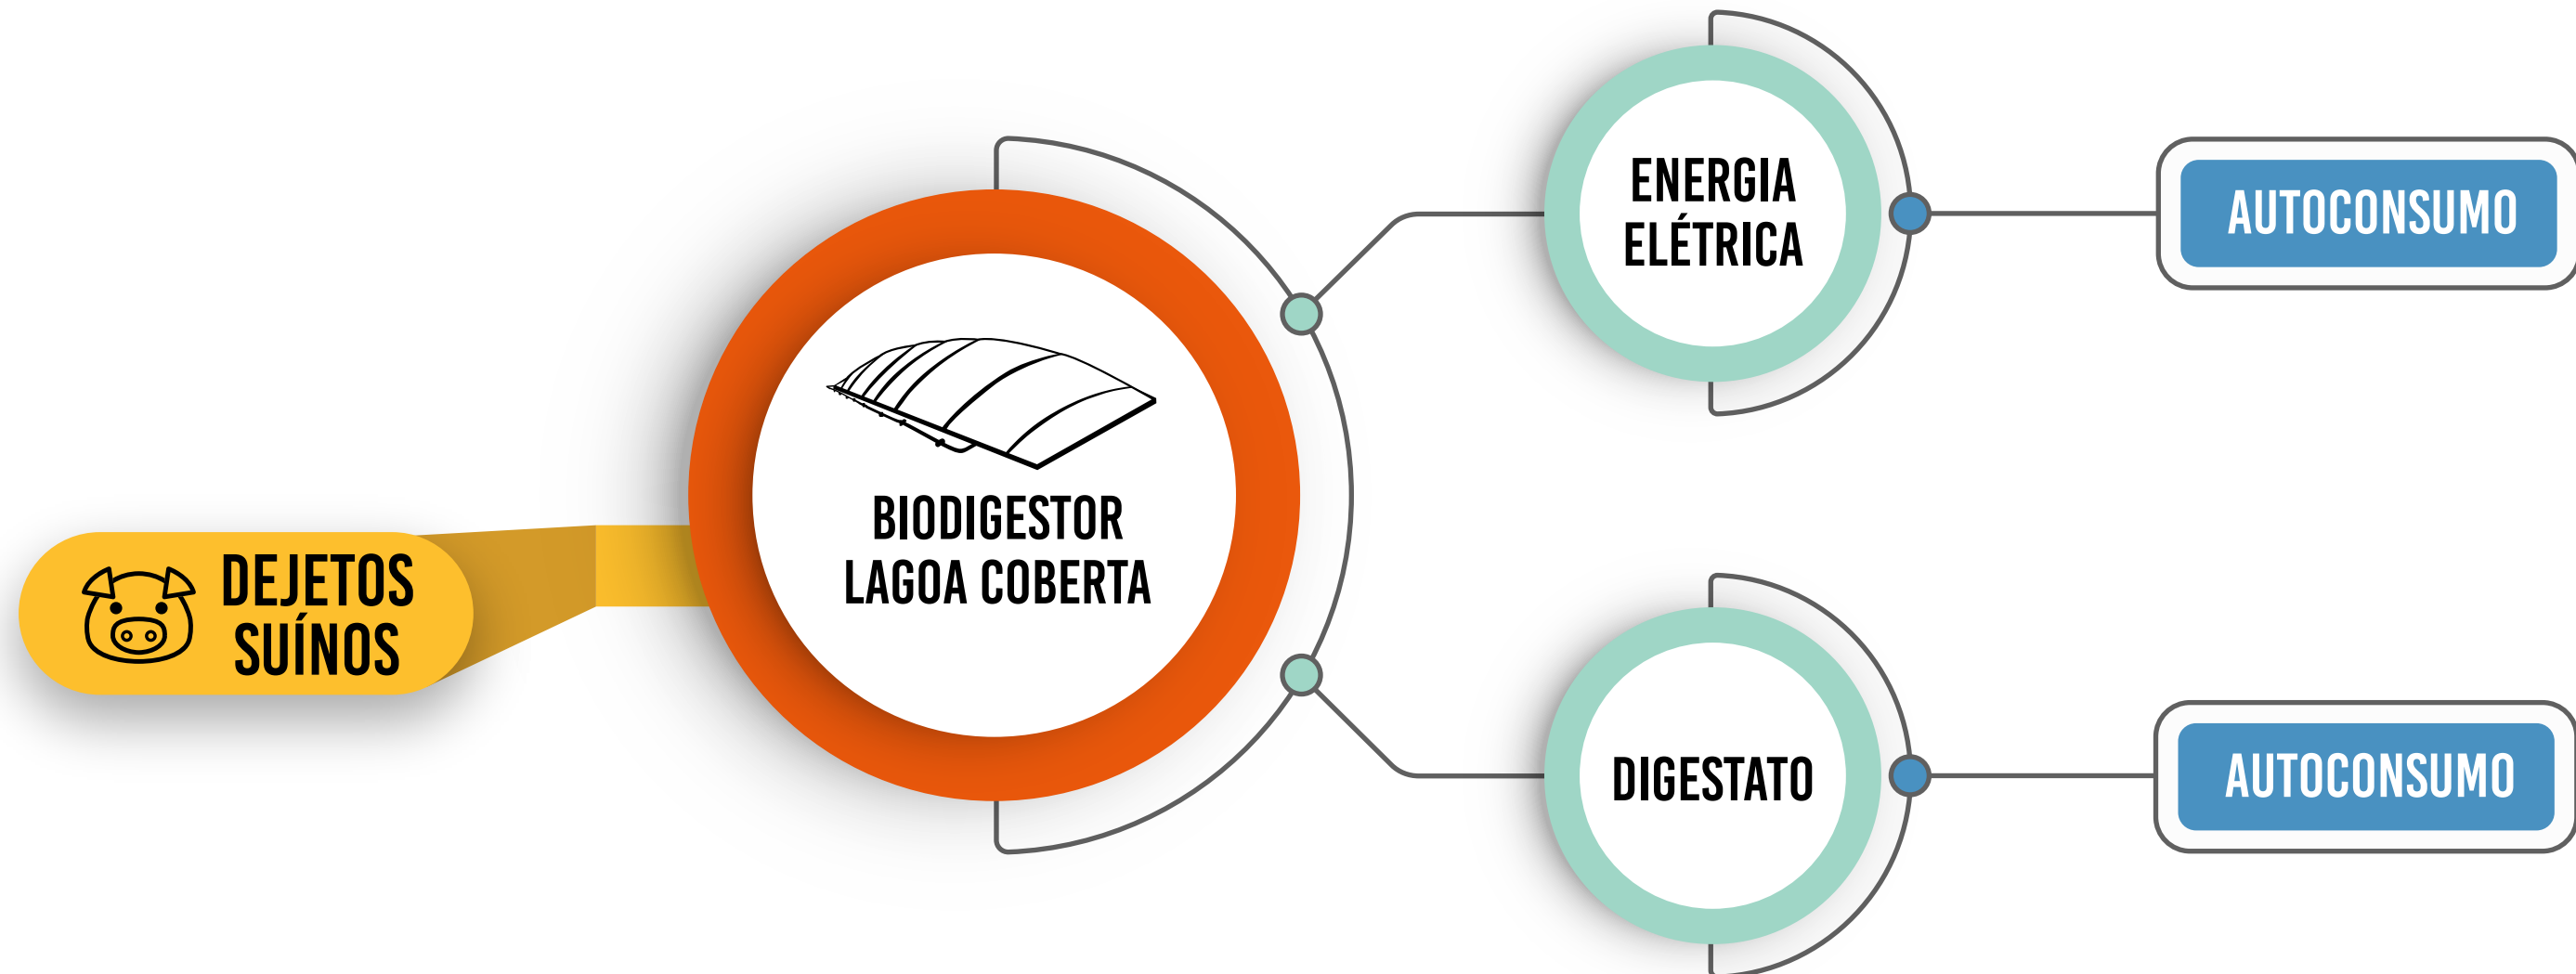 DEJETOS
SUÍNOS
BIODIGESTOR
LAGOA COBERTA
ENERGIA
ELÉTRICA
AUTOCONSUMO
DIGESTATO
AUTOCONSUMO